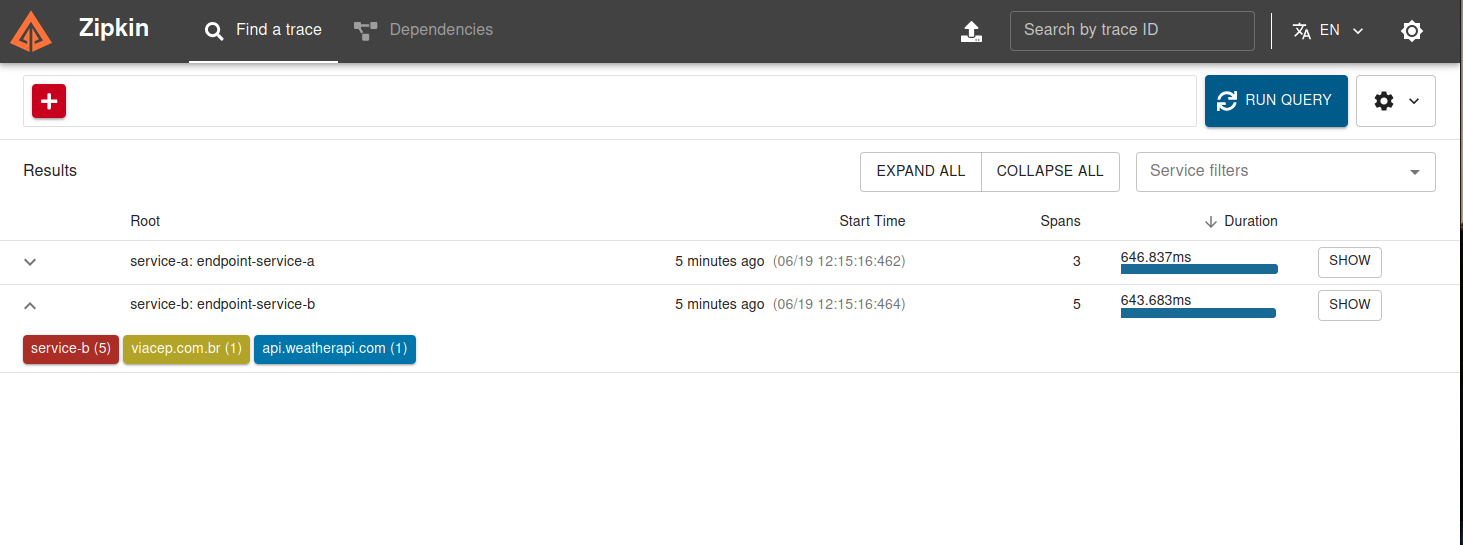 Zipkin Find a trace Dependencies Search by trace ID EN
RUN QUERY
Results EXPAND ALL COLLAPSE ALL Service filters
Root Start Time Spans Duration
service-a: endpoint-service-a 5 minutes ago (06/19 12:15:16:462) 3 646.837ms SHOW
service-b: endpoint-service-b 5 minutes ago (06/19 12:15:16:464) 5 643.683ms SHOW
service-b (5) viacep.com.br (1) api.weatherapi.com (1)